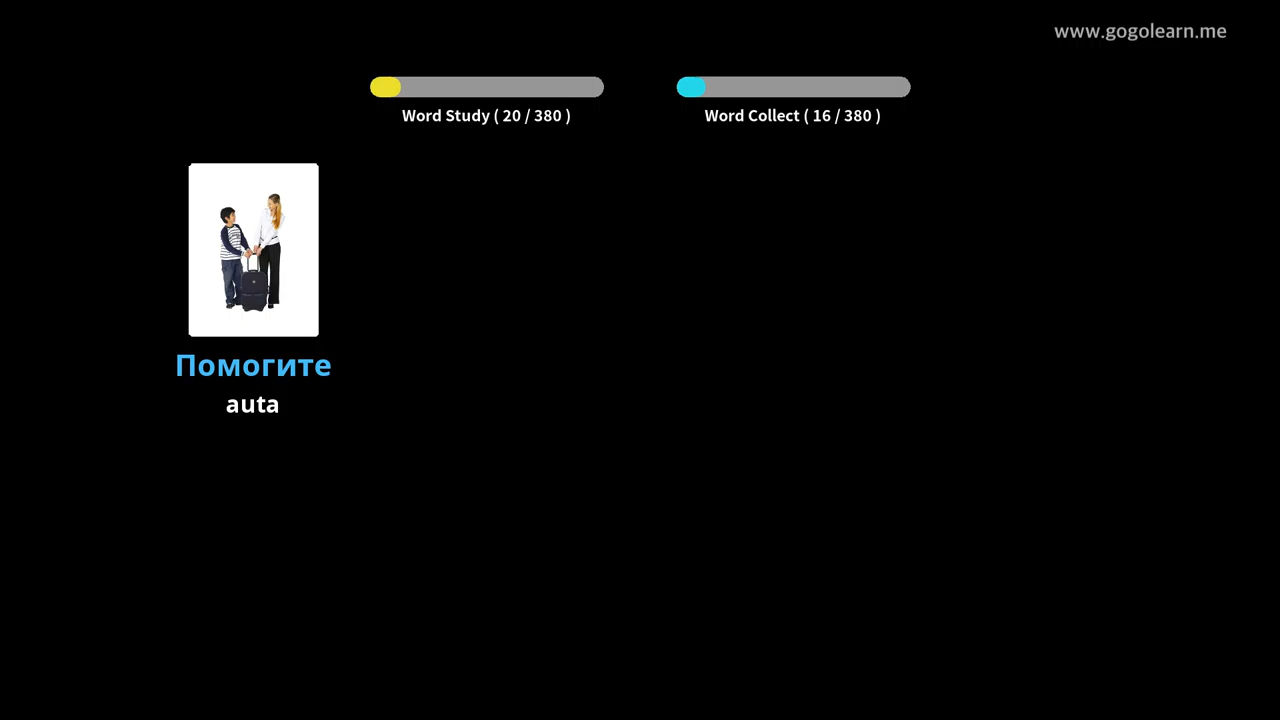 www.gogolearn.me
Word Study ( 20 / 380 )
Word Collect ( 16 / 380 )
Помогите
auta